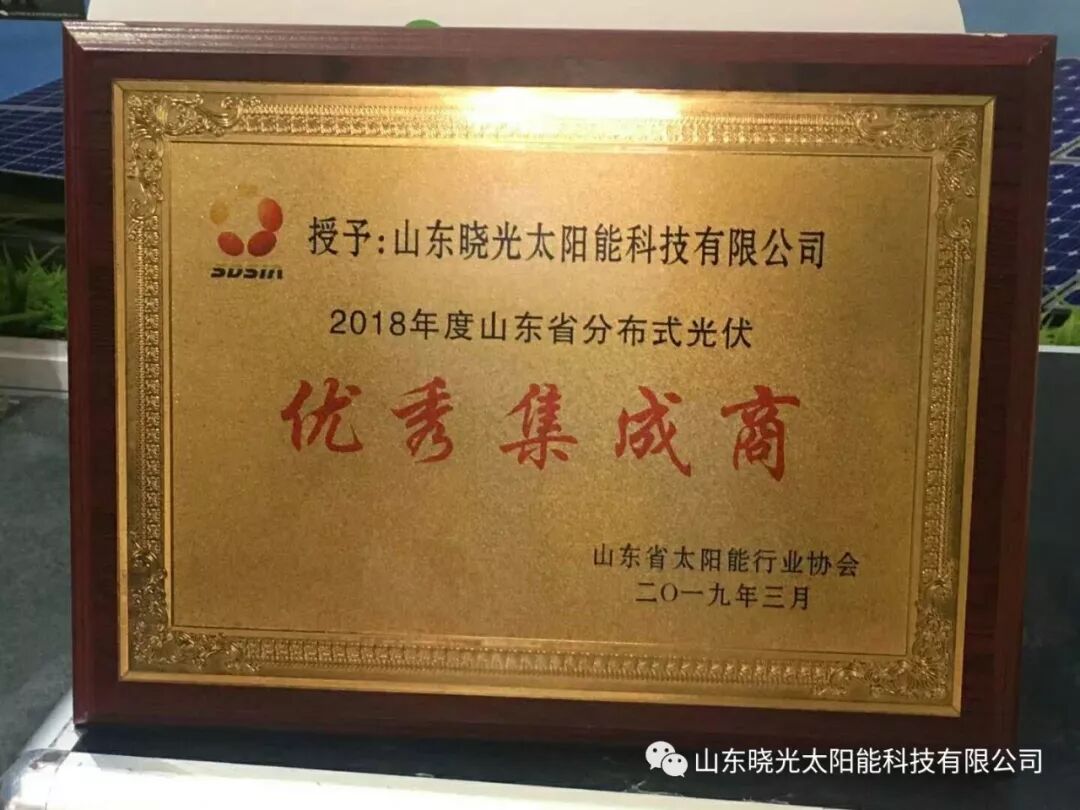 SDSIA
授予:山东晓光太阳能科技有限公司
2018年度山东省分布式光伏
优秀集成商
山东省太阳能行业协会
二〇一九年三月
山东晓光太阳能科技有限公司